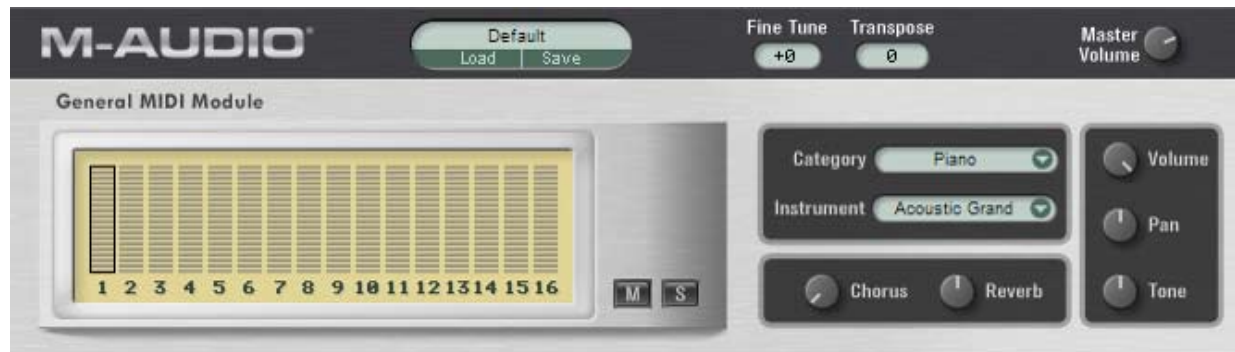 M-AUDIO
Default
Load Save
Fine Tune Transpose
+0 0
Master
Volume
General MIDI Module
1 2 3 4 5 6 7 8 9 10 11 12 13 14 15 16
M S
Category Piano
Instrument Acoustic Grand
Chorus Reverb
Volume
Pan
Tone